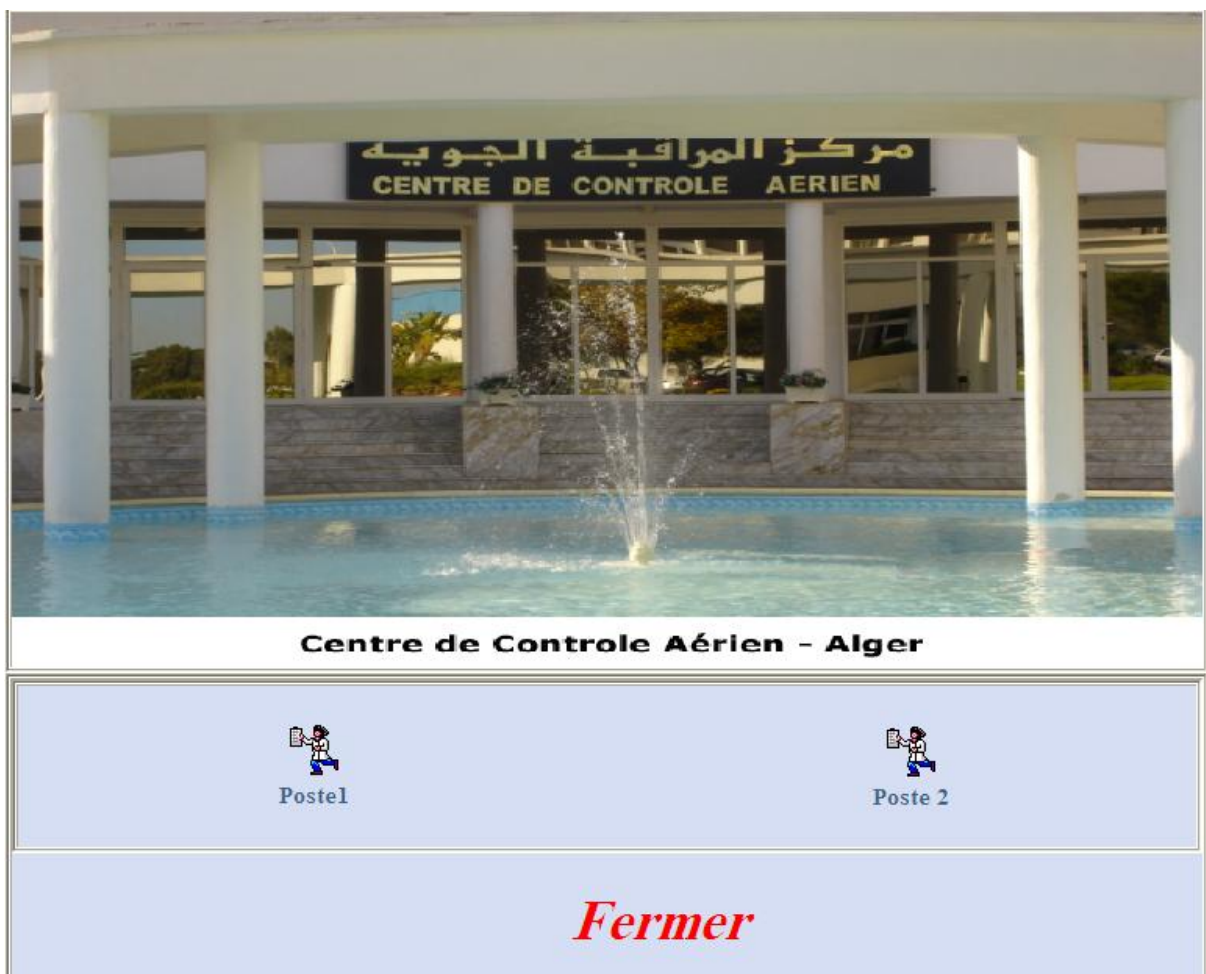 مركز المراقبة الجوية
CENTRE DE CONTROLE AERIEN
Centre de Controle Aérien - Alger
Poste1
Poste 2
Fermer